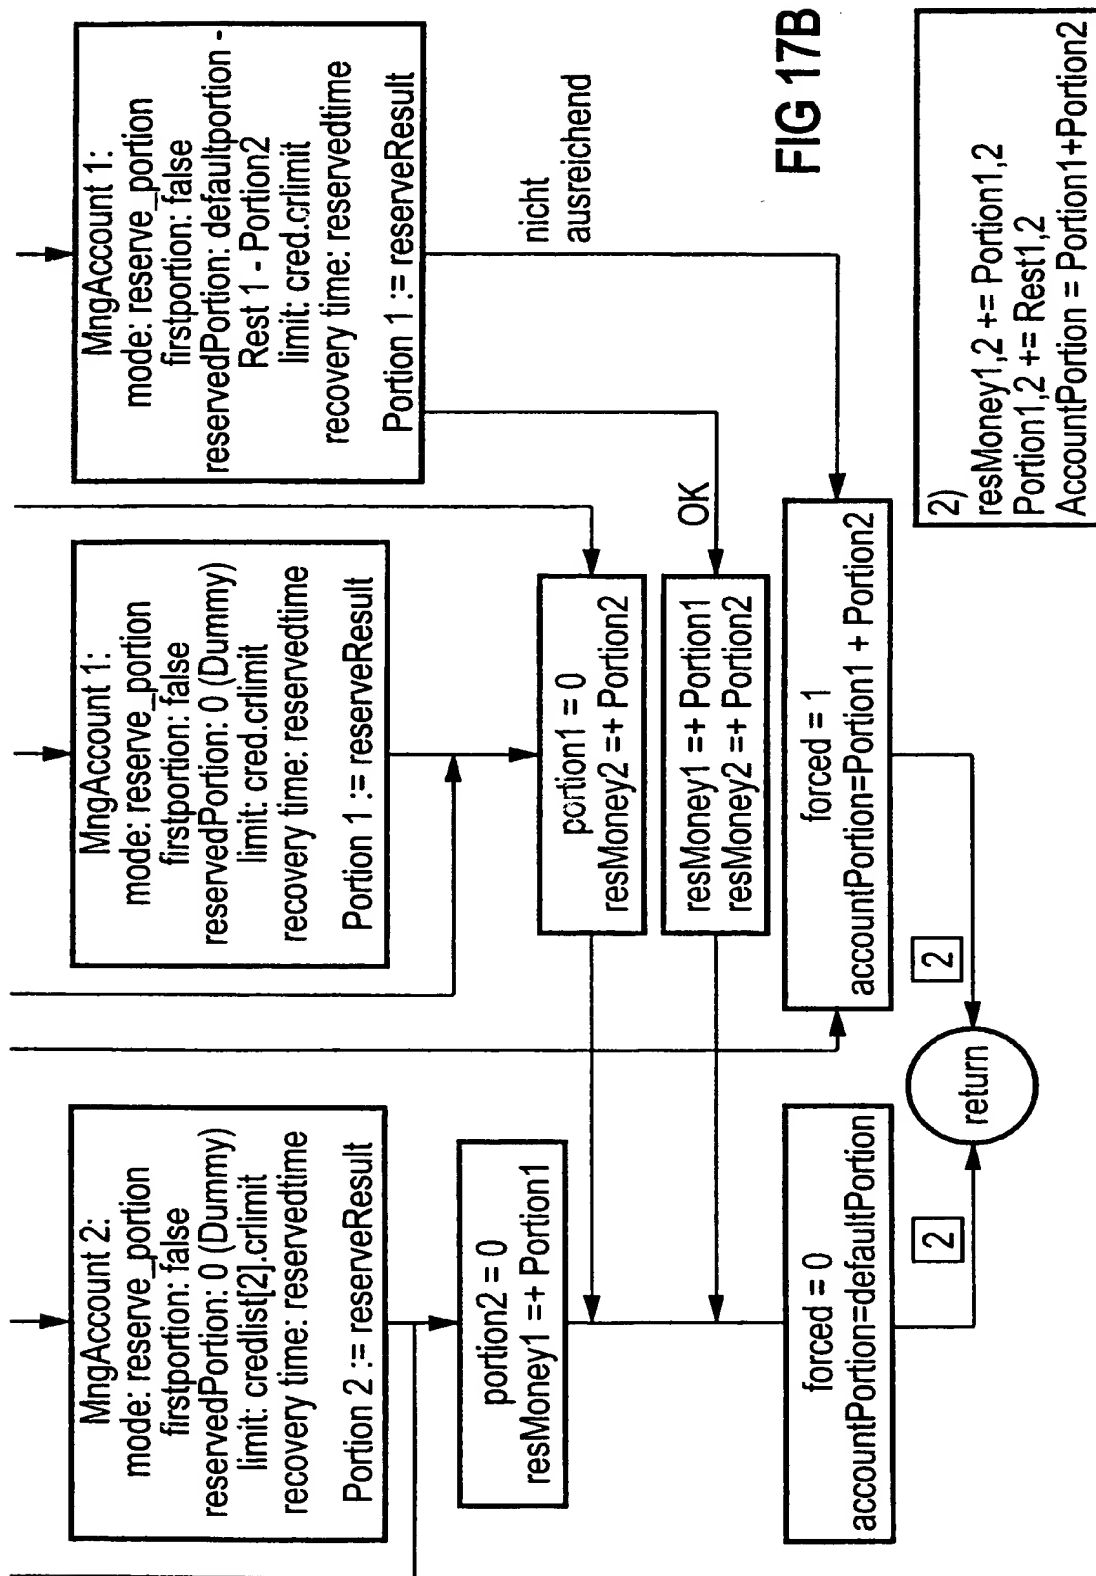 MngAccount 2:
mode: reserve_portion
firstportion: false
reservedPortion: 0 (Dummy)
limit: credlist[2].crlimit
recovery time: reservedtime
Portion 2 := reserveResult
MngAccount 1:
mode: reserve_portion
firstportion: false
reservedPortion: 0 (Dummy)
limit: cred.crlimit
recovery time: reservedtime
Portion 1 := reserveResult
MngAccount 1:
mode: reserve_portion
firstportion: false
reservedPortion: defaultportion -
Rest 1 - Portion2
limit: cred.crlimit
recovery time: reservedtime
Portion 1 := reserveResult
portion2 = 0
resMoney1 =+ Portion1
portion1 = 0
resMoney2 =+ Portion2
OK
resMoney1 =+ Portion1
resMoney2 =+ Portion2
nicht
ausreichend
forced = 0
accountPortion=defaultPortion
forced = 1
accountPortion=Portion1 + Portion2
2
2
return
FIG 17B
2)
resMoney1,2 += Portion1,2
Portion1,2 += Rest1,2
AccountPortion = Portion1+Portion2